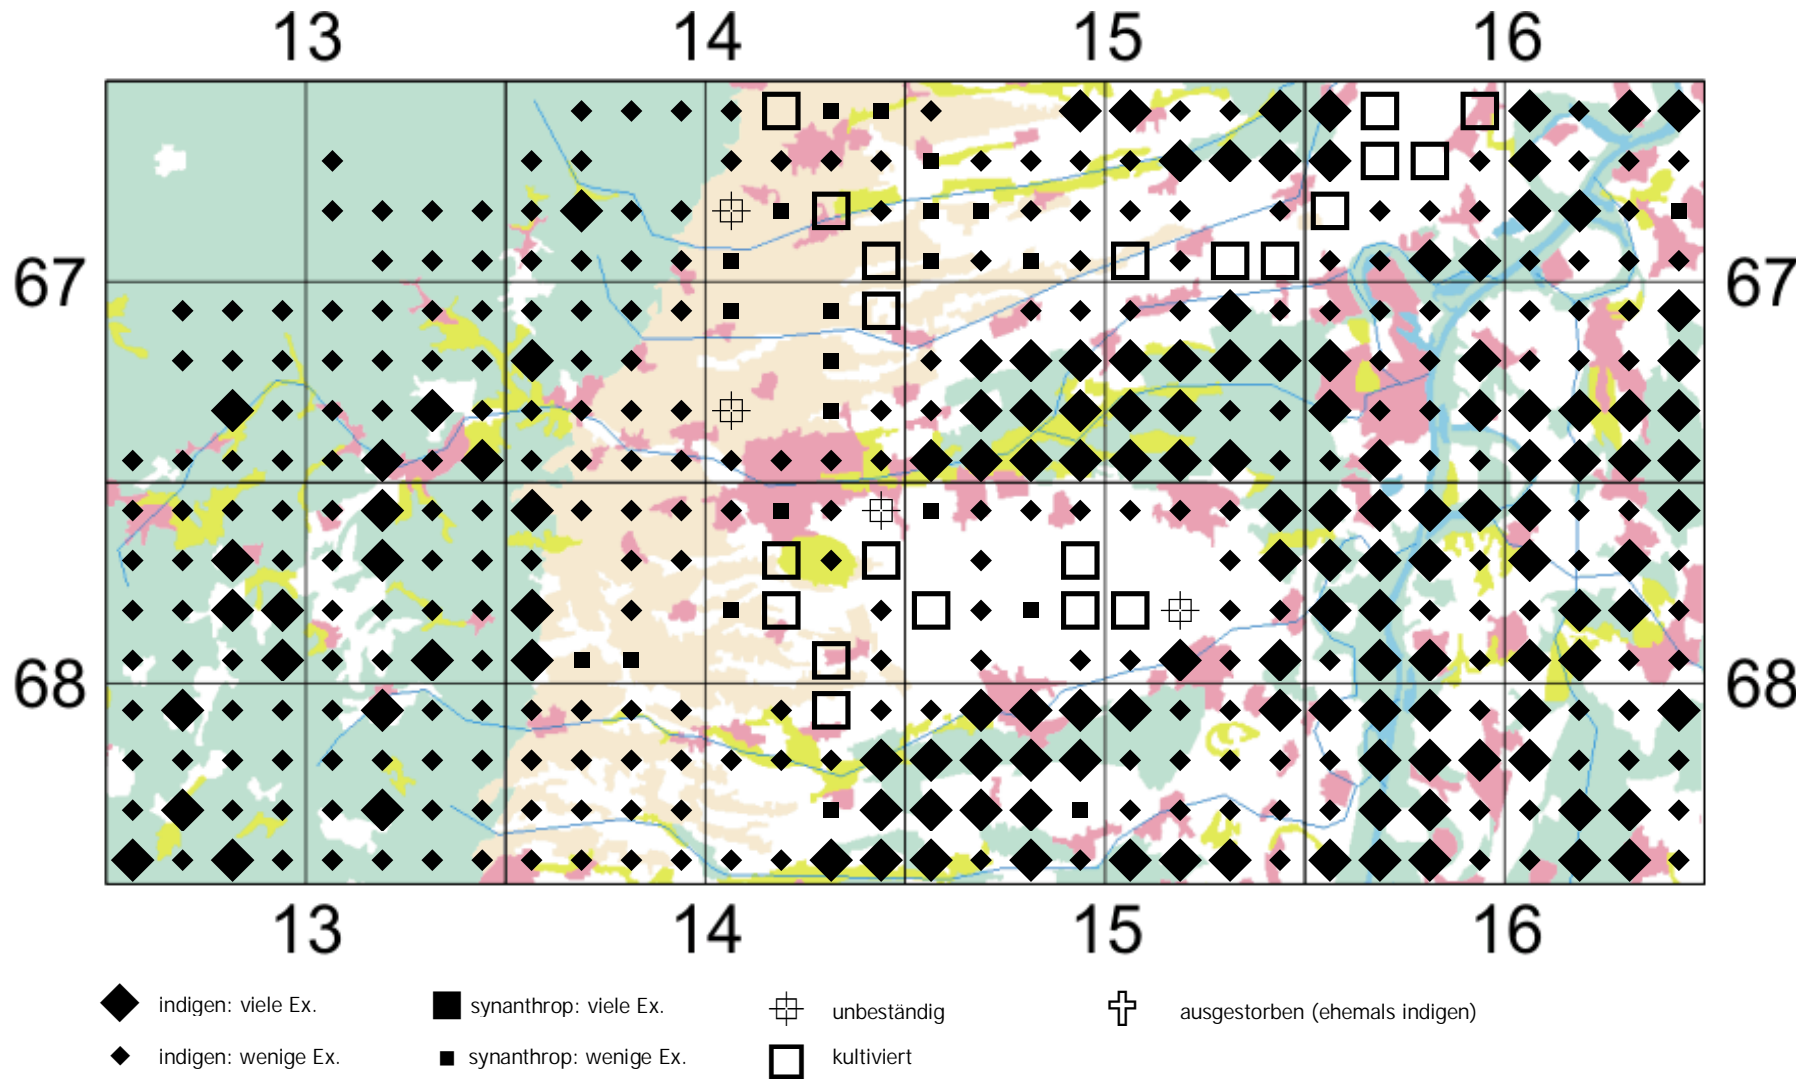 13 14 15 16
67 67
68 68
13 14 15 16
indigen: viele Ex. synanthrop: viele Ex. unbeständig ausgestorben (ehemals indigen)
indigen: wenige Ex. synanthrop: wenige Ex. kultiviert